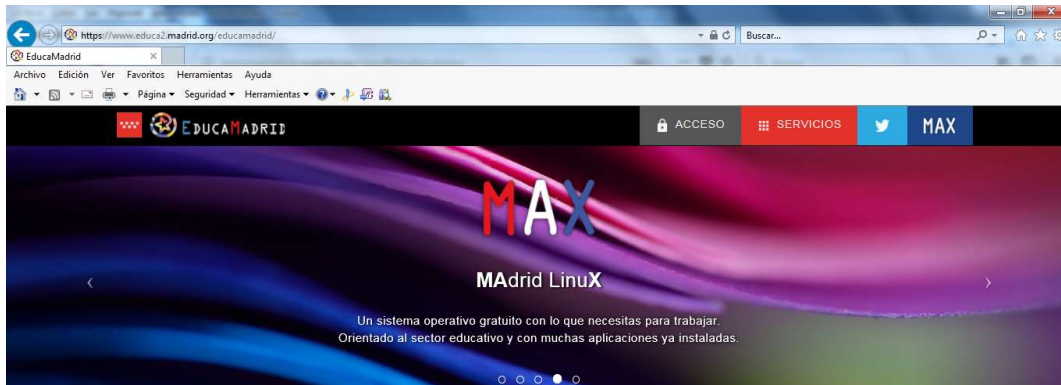 https://www.educa2.madrid.org/educamadrid/
Buscar...
EducaMadrid
Archivo Edición Ver Favoritos Herramientas Ayuda
Página Seguridad Herramientas
EDUCAMADRID
ACCESO
SERVICIOS
MAX
MAX
MAdrid LinuX
Un sistema operativo gratuito con lo que necesitas para trabajar.
Orientado al sector educativo y con muchas aplicaciones ya instaladas.